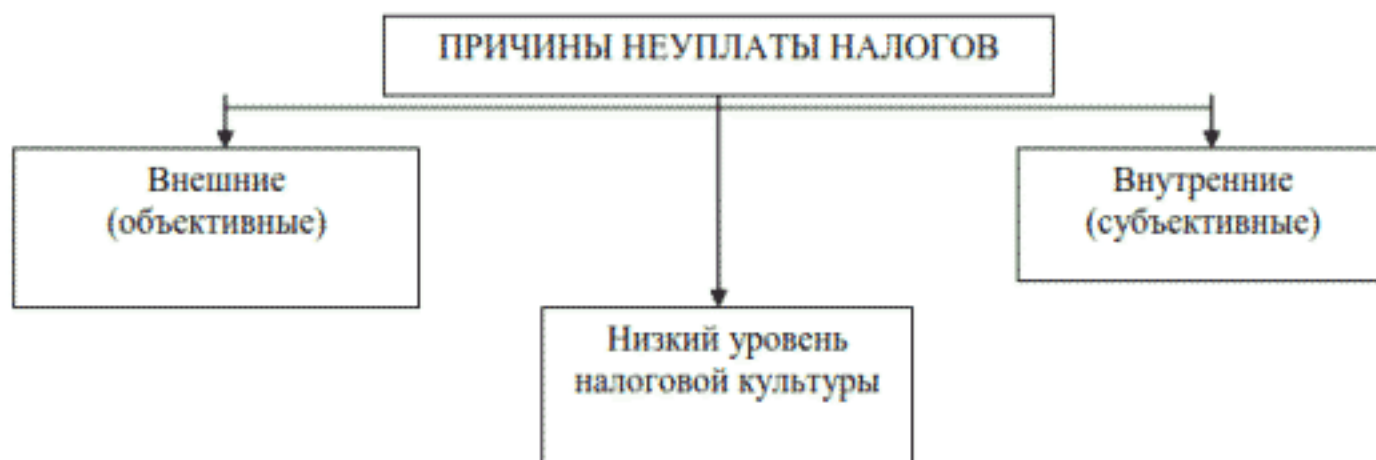 ПРИЧИНЫ НЕУПЛАТЫ НАЛОГОВ
Внешние
(объективные)
Внутренние
(субъективные)
Низкий уровень
налоговой культуры